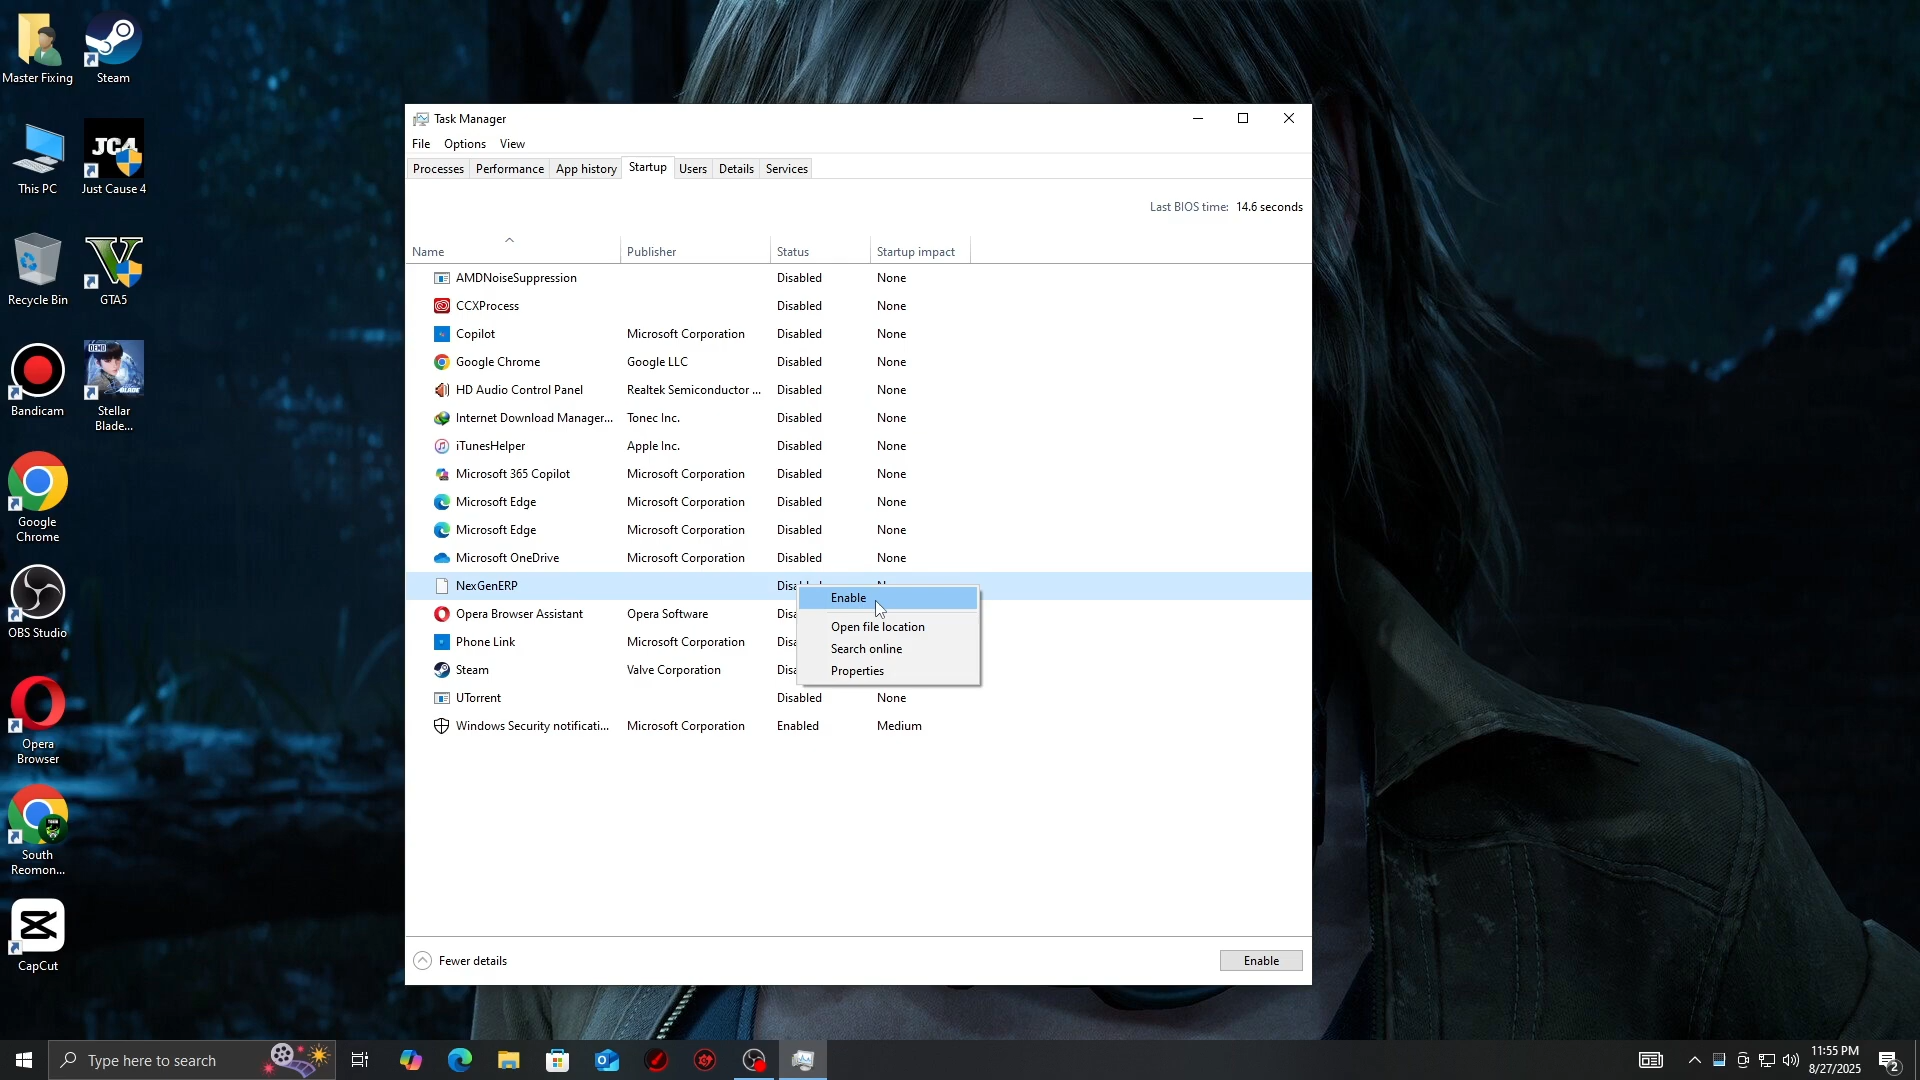 Master Fixing
Steam
This PC
JC4
Just Cause 4
Recycle Bin
GTA5
Bandicam
DEMO
Stellar
Blade...
Google
Chrome
OBS Studio
Opera
Browser
South
Reomon...
CapCut
Task Manager
File Options View
Processes Performance App history Startup Users Details Services
Last BIOS time: 14.6 seconds
Name Publisher Status Startup impact
AMDNoiseSuppression Disabled None
CCXProcess Disabled None
Copilot Microsoft Corporation Disabled None
Google Chrome Google LLC Disabled None
HD Audio Control Panel Realtek Semiconductor ... Disabled None
Internet Download Manager... Tonec Inc. Disabled None
iTunesHelper Apple Inc. Disabled None
Microsoft 365 Copilot Microsoft Corporation Disabled None
Microsoft Edge Microsoft Corporation Disabled None
Microsoft Edge Microsoft Corporation Disabled None
Microsoft OneDrive Microsoft Corporation Disabled None
NexGenERP
Opera Browser Assistant Opera Software
Phone Link Microsoft Corporation
Steam Valve Corporation
UTorrent Disabled None
Windows Security notificati... Microsoft Corporation Enabled Medium
Enable
Open file location
Search online
Properties
Fewer details
Enable
Type here to search
11:55 PM
8/27/2025
2